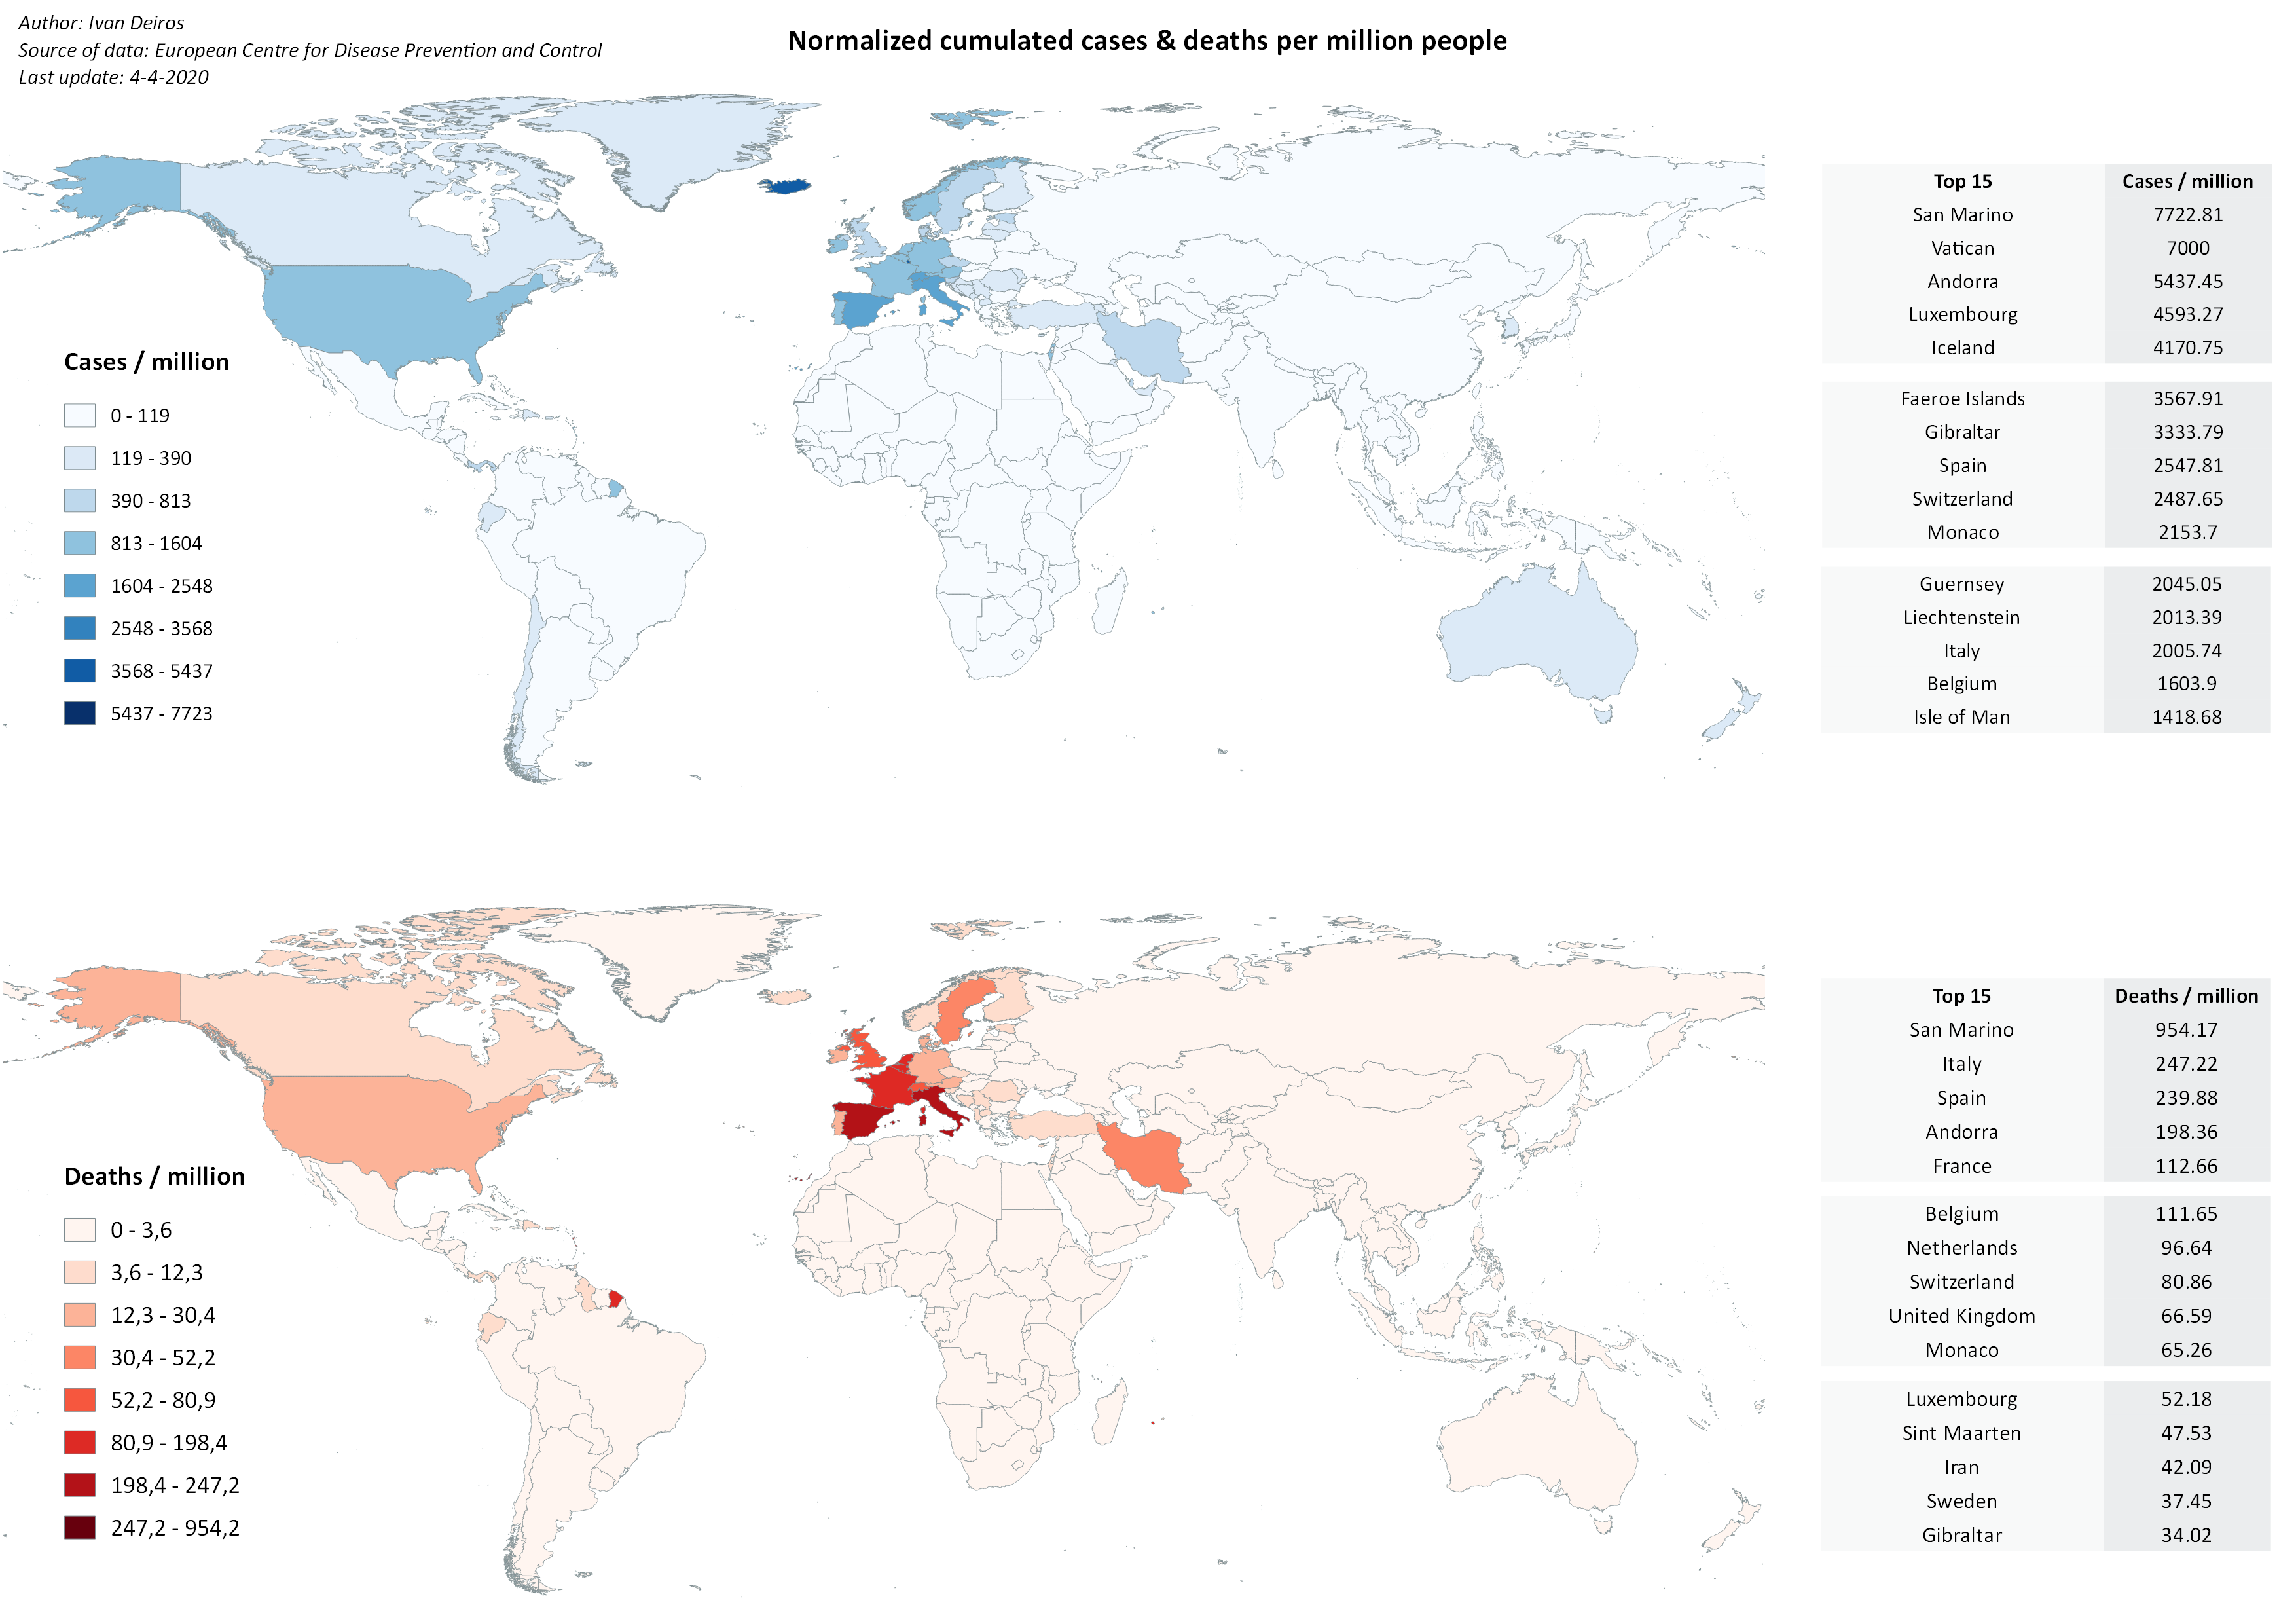 Author: Ivan Deiros
Source of data: European Centre for Disease Prevention and Control
Last update: 4-4-2020
Normalized cumulated cases & deaths per million people
Cases / million
0 - 119
119 - 390
390 - 813
813 - 1604
1604 - 2548
2548 - 3568
3568 - 5437
5437 - 7723
Top 15 Cases / million
San Marino 7722.81
Vatican 7000
Andorra 5437.45
Luxembourg 4593.27
Iceland 4170.75
Faeroe Islands 3567.91
Gibraltar 3333.79
Spain 2547.81
Switzerland 2487.65
Monaco 2153.7
Guernsey 2045.05
Liechtenstein 2013.39
Italy 2005.74
Belgium 1603.9
Isle of Man 1418.68
Deaths / million
0 - 3,6
3,6 - 12,3
12,3 - 30,4
30,4 - 52,2
52,2 - 80,9
80,9 - 198,4
198,4 - 247,2
247,2 - 954,2
Top 15 Deaths / million
San Marino 954.17
Italy 247.22
Spain 239.88
Andorra 198.36
France 112.66
Belgium 111.65
Netherlands 96.64
Switzerland 80.86
United Kingdom 66.59
Monaco 65.26
Luxembourg 52.18
Sint Maarten 47.53
Iran 42.09
Sweden 37.45
Gibraltar 34.02